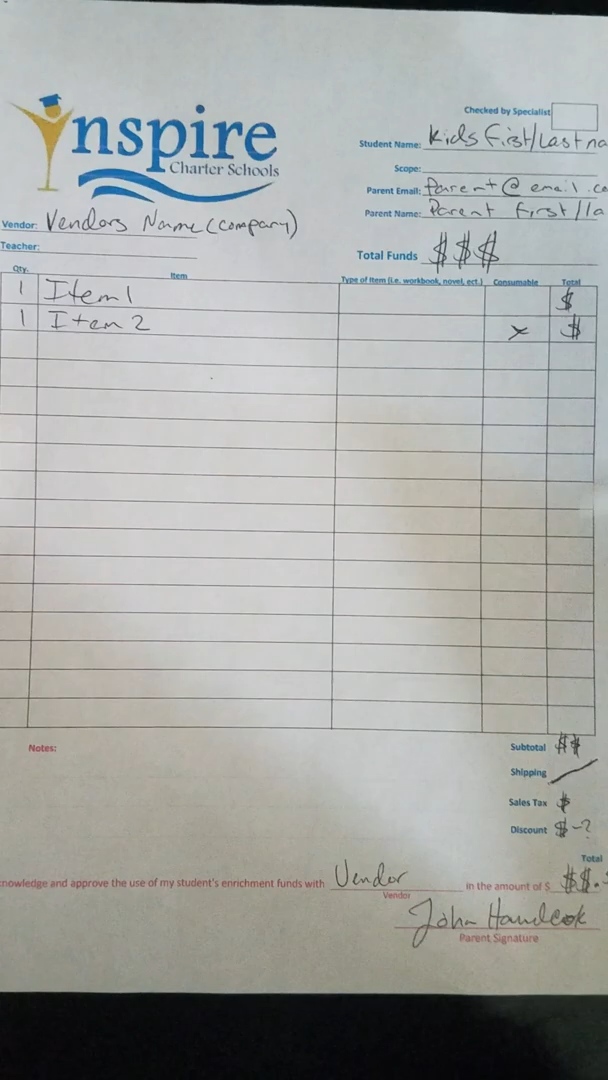 Inspire
Charter Schools
Checked by Specialist
Student Name: Kids First/Last na
Scope:
Parent Email: Parent@email.co
Parent Name: Parent First/la
Vendor: Vendors Name (company)
Teacher:
Total Funds $$$
Qty. Item Type of Item (i.e. workbook, novel, ect.) Consumable Total
1 Item 1 $
1 Item 2 x $
Notes:
Subtotal $$
Shipping
Sales Tax $
Discount $-?
Total
nowledge and approve the use of my student's enrichment funds with Vendor in the amount of $ $$.
Vendor
John Handcok
Parent Signature